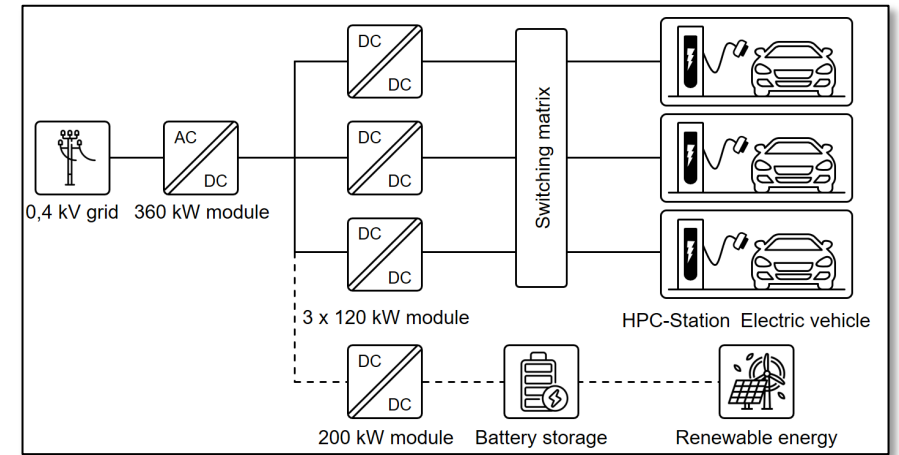 DC
DC
AC
DC
DC
DC
DC
DC
Switching matrix
0,4 kV grid
360 kW module
3 x 120 kW module
HPC-Station
Electric vehicle
DC
DC
200 kW module
Battery storage
Renewable energy